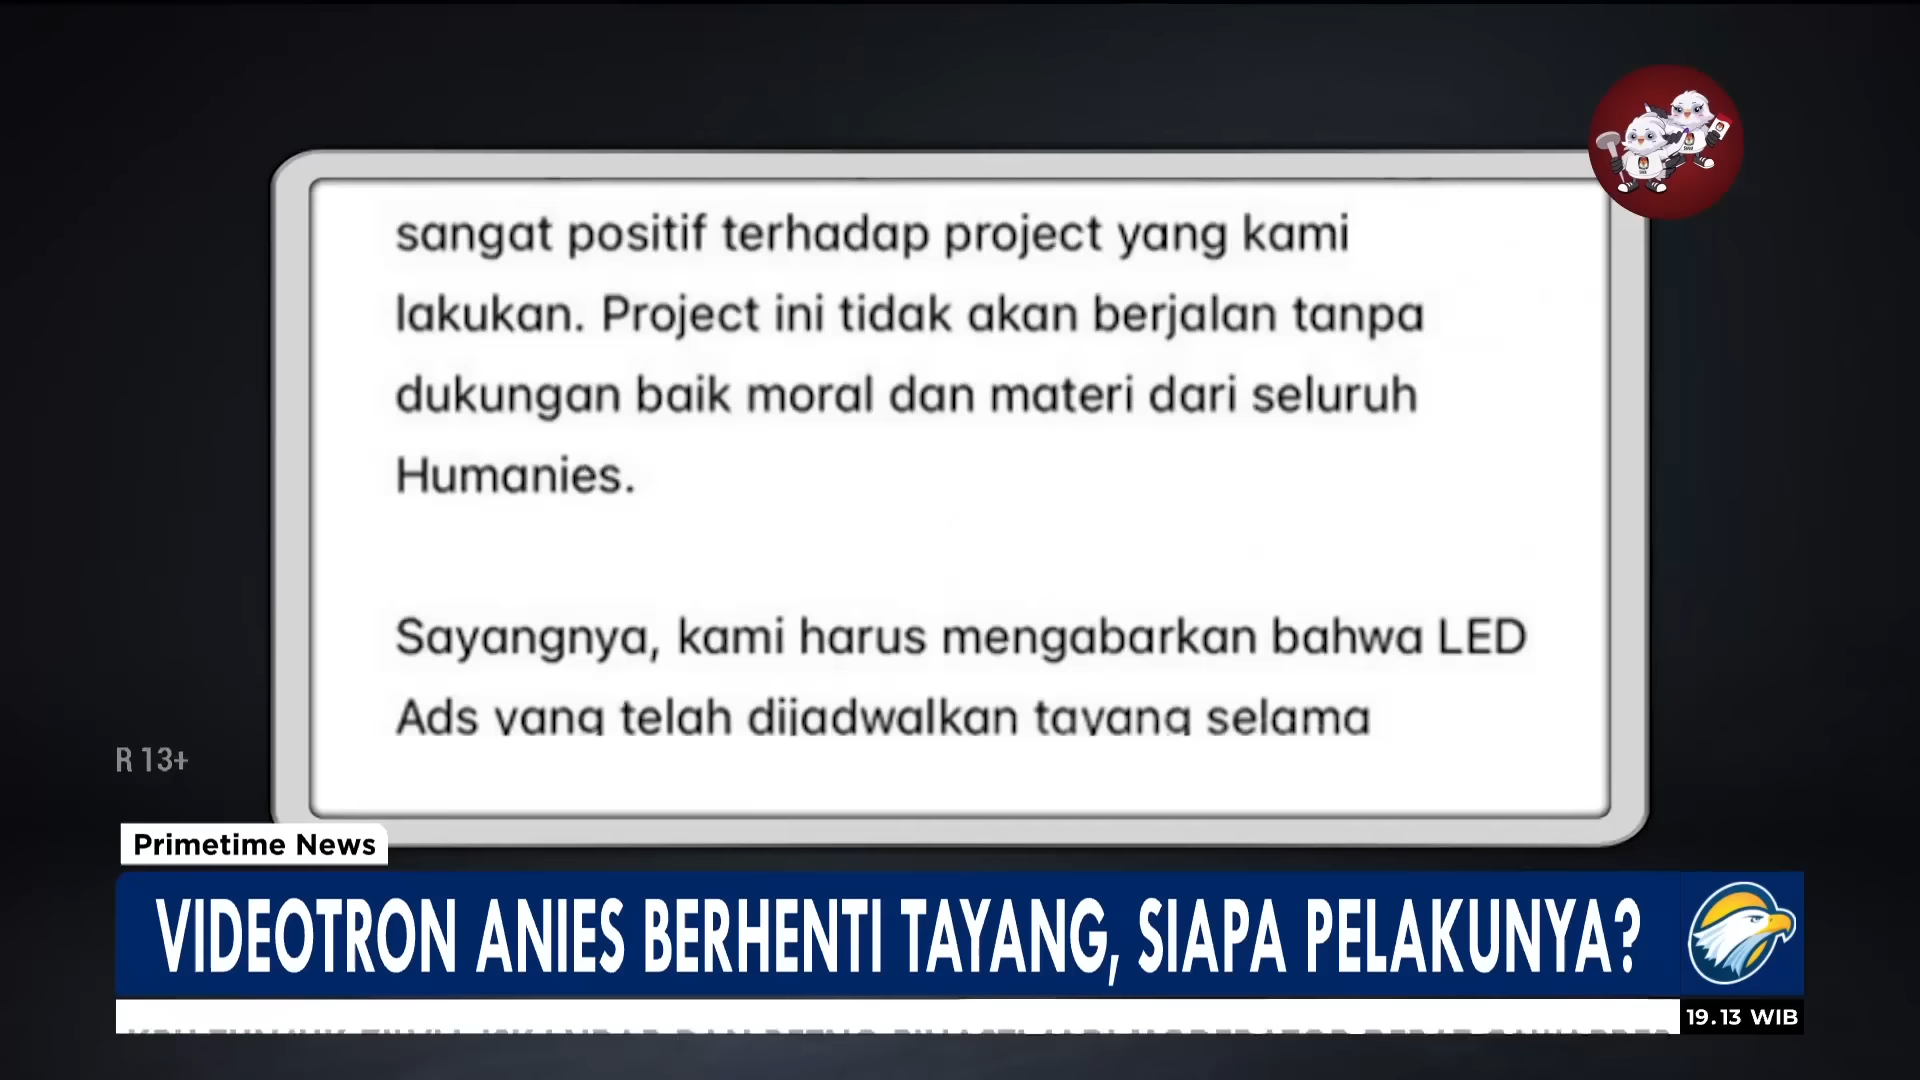 sangat positif terhadap project yang kami
lakukan. Project ini tidak akan berjalan tanpa
dukungan baik moral dan materi dari seluruh
Humanies.
Sayangnya, kami harus mengabarkan bahwa LED
Ads yang telah dijadwalkan tayang selama
R 13+
Primetime News
VIDEOTRON ANIES BERHENTI TAYANG, SIAPA PELAKUNYA?
19.13 WIB